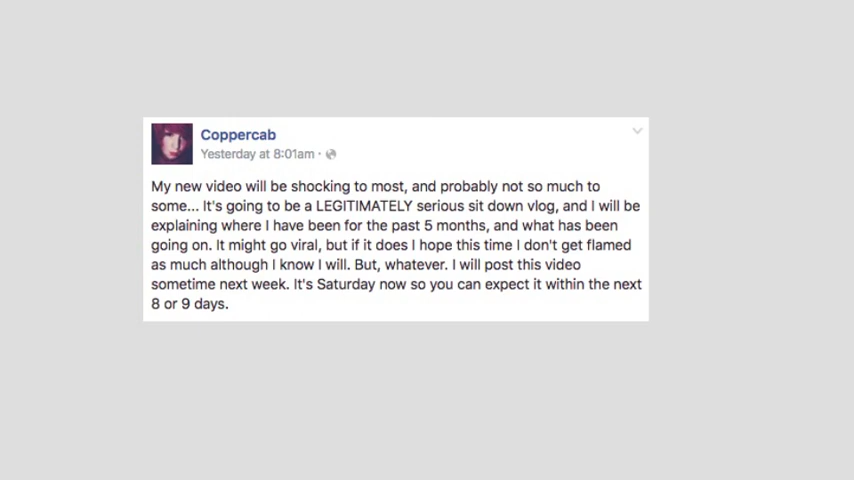 Coppercab
Yesterday at 8:01am ·
My new video will be shocking to most, and probably not so much to
some... It's going to be a LEGITIMATELY serious sit down vlog, and I will be
explaining where I have been for the past 5 months, and what has been
going on. It might go viral, but if it does I hope this time I don't get flamed
as much although I know I will. But, whatever. I will post this video
sometime next week. It's Saturday now so you can expect it within the next
8 or 9 days.